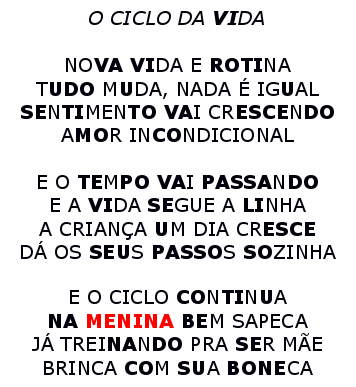 O CICLO DA VIDA
NOVA VIDA E ROTINA
TUDO MUDA, NADA É IGUAL
SENTIMENTO VAI CRESCENDO
AMOR INCONDICIONAL
E O TEMPO VAI PASSANDO
E A VIDA SEGUE A LINHA
A CRIANÇA UM DIA CRESCE
DÁ OS SEUS PASSOS SOZINHA
E O CICLO CONTINUA
NA MENINA BEM SAPECA
JÁ TREINANDO PRA SER MÃE
BRINCA COM SUA BONECA